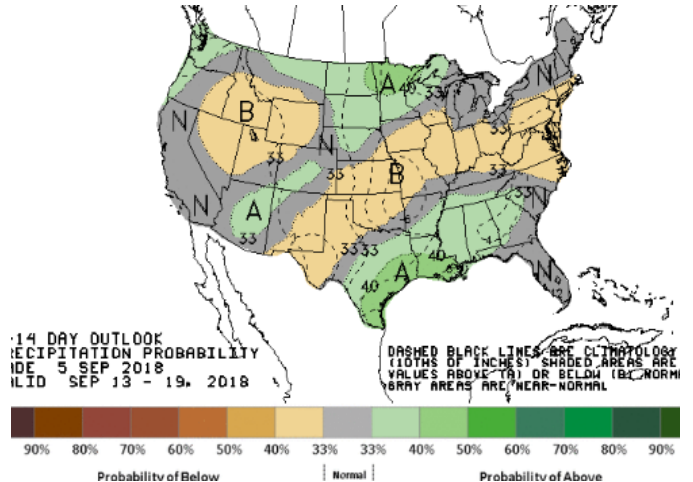 A
40
33
N
B
N
33
N
33
33
N
B
33
A
33
33
N
33
33
33
40
A
40
N
-14 DAY OUTLOOK
RECIPITATION PROBABILITY
ADE 5 SEP 2018
ALID SEP 13 - 19, 2018
DASHED BLACK LINES ARE CLIMATOLOGY
(10THS OF INCHES) SHADED AREAS ARE
VALUES ABOVE (A) OR BELOW (B) NORM
GRAY AREAS ARE NEAR-NORMAL
90% 80% 70% 60% 50% 40% 33% 33% 40% 50% 60% 70% 80% 90%
Probability of Below Normal Probability of Above